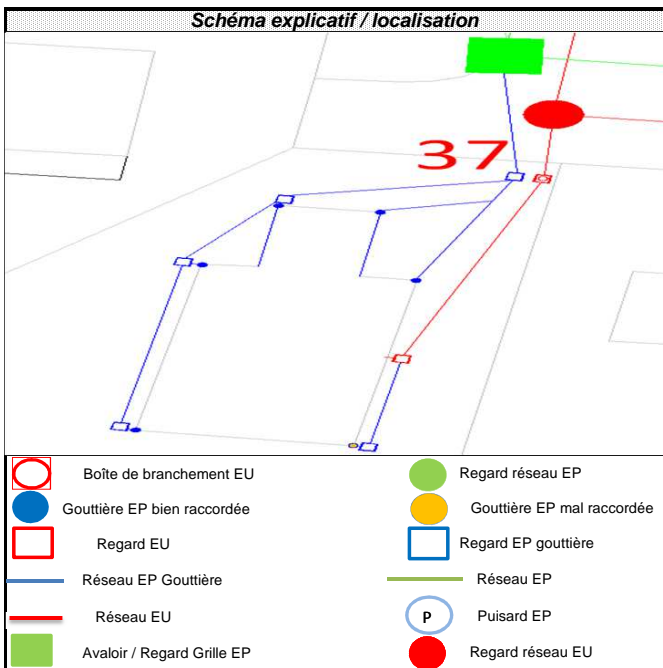 Schéma explicatif / localisation
37
Boîte de branchement EU
Regard réseau EP
Gouttière EP bien raccordée
Gouttière EP mal raccordée
Regard EU
Regard EP gouttière
Réseau EP Gouttière
Réseau EP
Réseau EU
P
Puisard EP
Avaloir / Regard Grille EP
Regard réseau EU